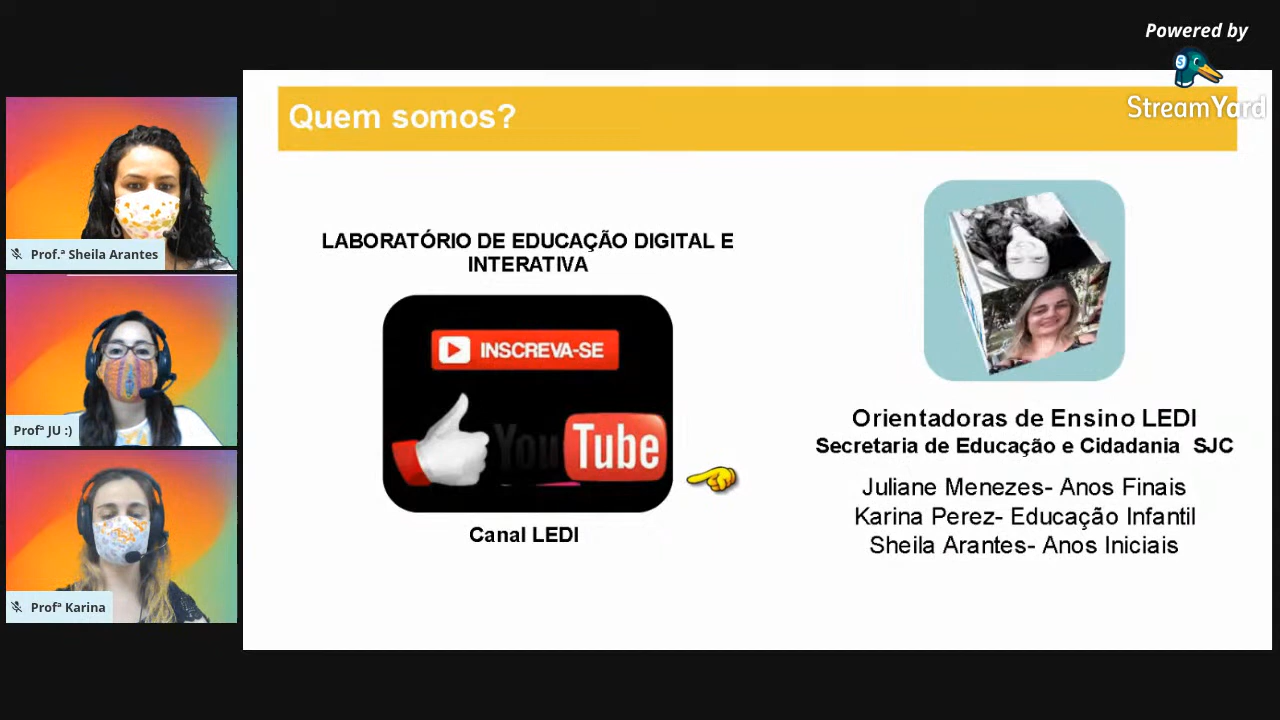 Powered by
StreamYard
Quem somos?
LABORATÓRIO DE EDUCAÇÃO DIGITAL E
INTERATIVA
INSCREVA-SE
YouTube
Canal LEDI
Orientadoras de Ensino LEDI
Secretaria de Educação e Cidadania SJC
Juliane Menezes- Anos Finais
Karina Perez- Educação Infantil
Sheila Arantes- Anos Iniciais
Prof.ª Sheila Arantes
Profª JU :)
Profª Karina